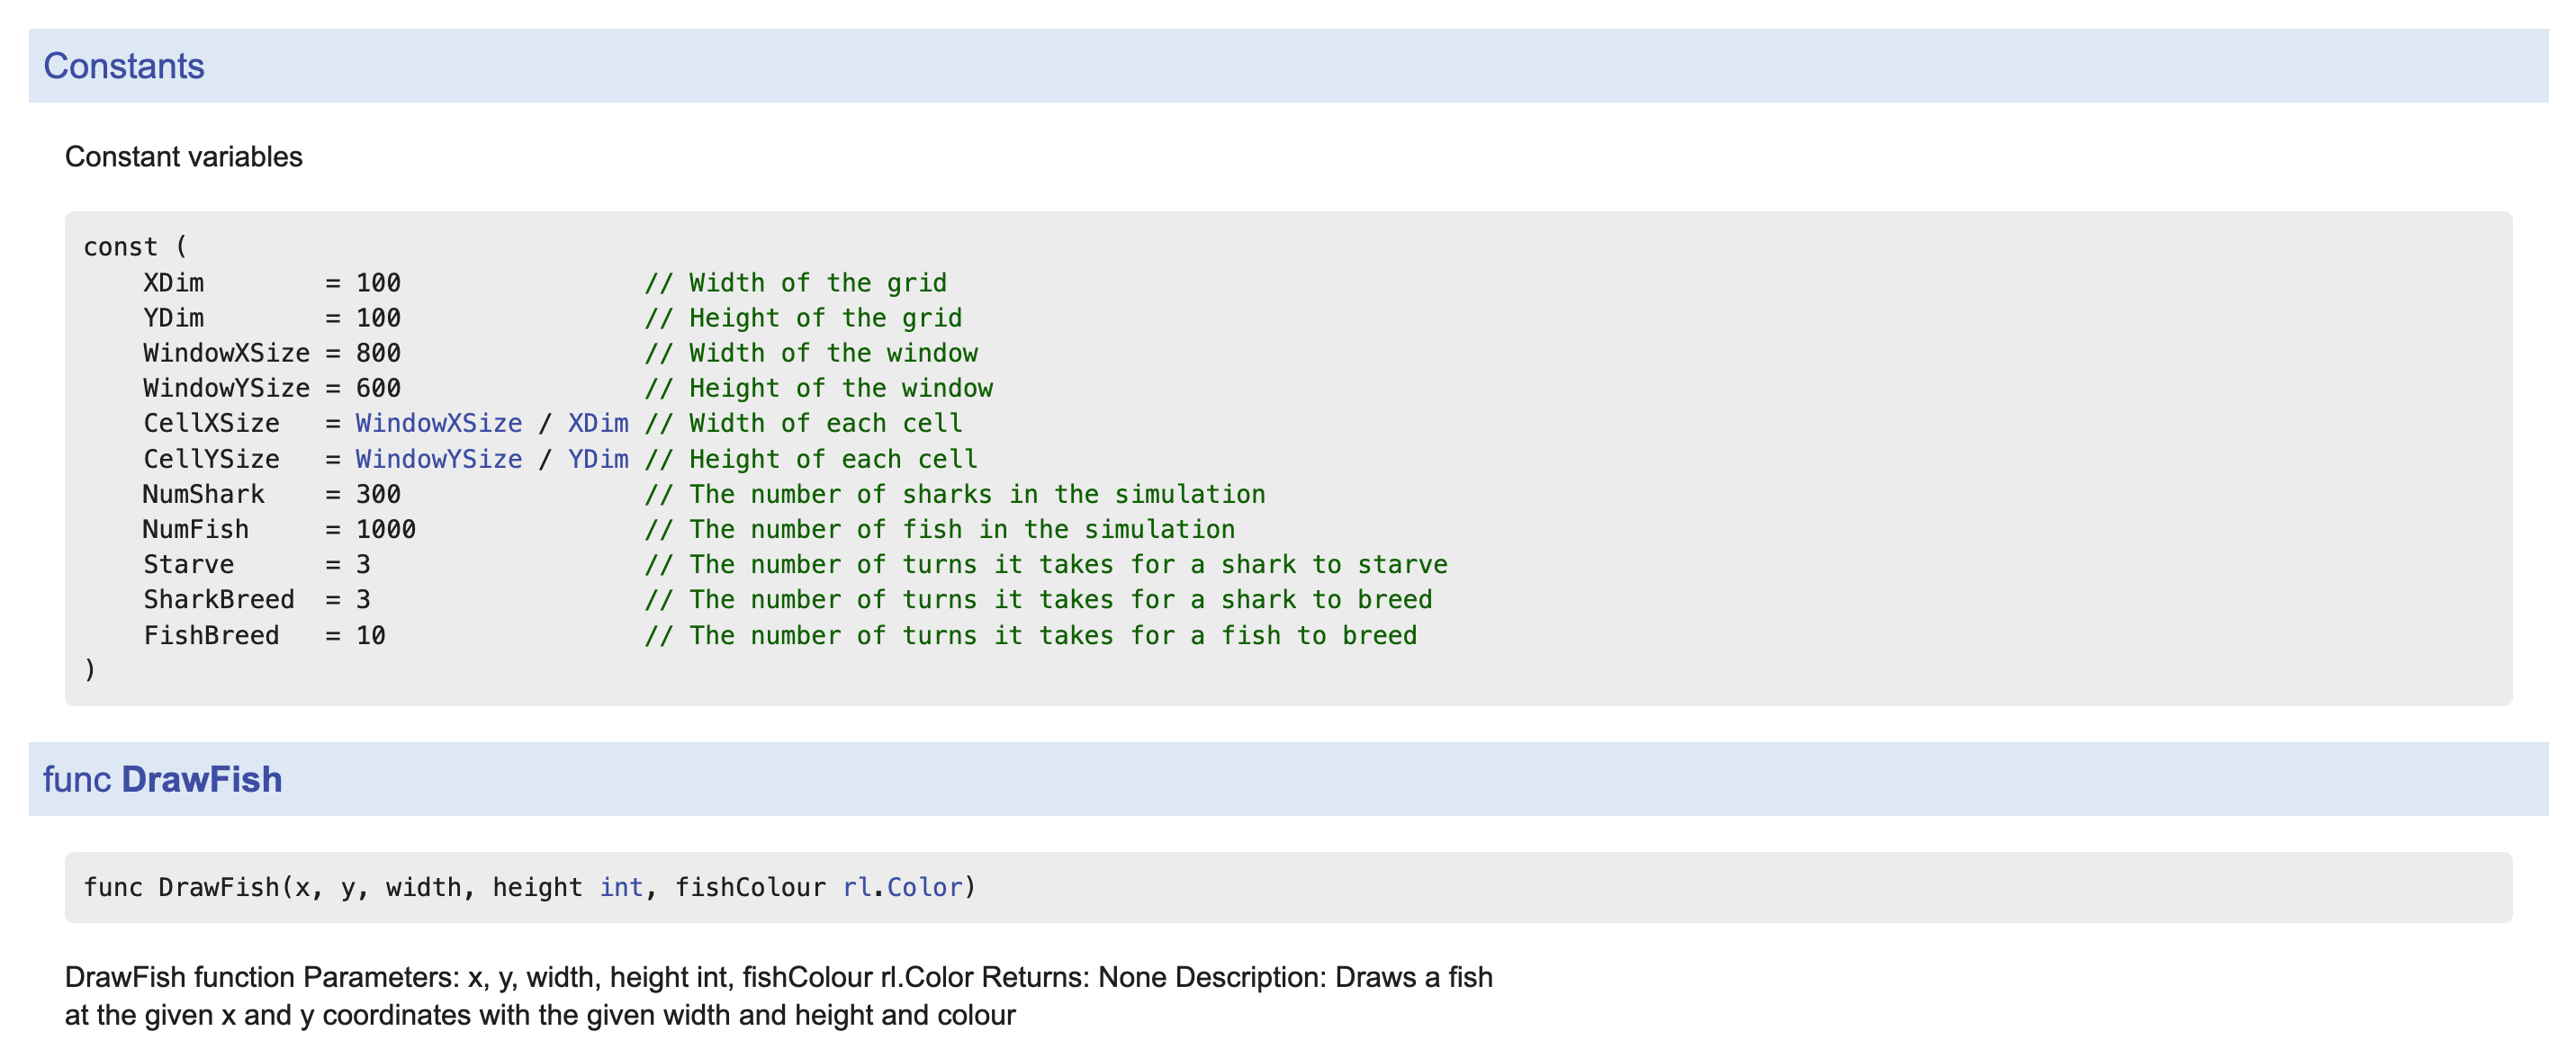 Constants
Constant variables
const (
    XDim        = 100                // Width of the grid
    YDim        = 100                // Height of the grid
    WindowXSize = 800                // Width of the window
    WindowYSize = 600                // Height of the window
    CellXSize   = WindowXSize / XDim // Width of each cell
    CellYSize   = WindowYSize / YDim // Height of each cell
    NumShark    = 300                // The number of sharks in the simulation
    NumFish     = 1000               // The number of fish in the simulation
    Starve      = 3                  // The number of turns it takes for a shark to starve
    SharkBreed  = 3                  // The number of turns it takes for a shark to breed
    FishBreed   = 10                 // The number of turns it takes for a fish to breed
)
func DrawFish
func DrawFish(x, y, width, height int, fishColour rl.Color)
DrawFish function Parameters: x, y, width, height int, fishColour rl.Color Returns: None Description: Draws a fish
at the given x and y coordinates with the given width and height and colour